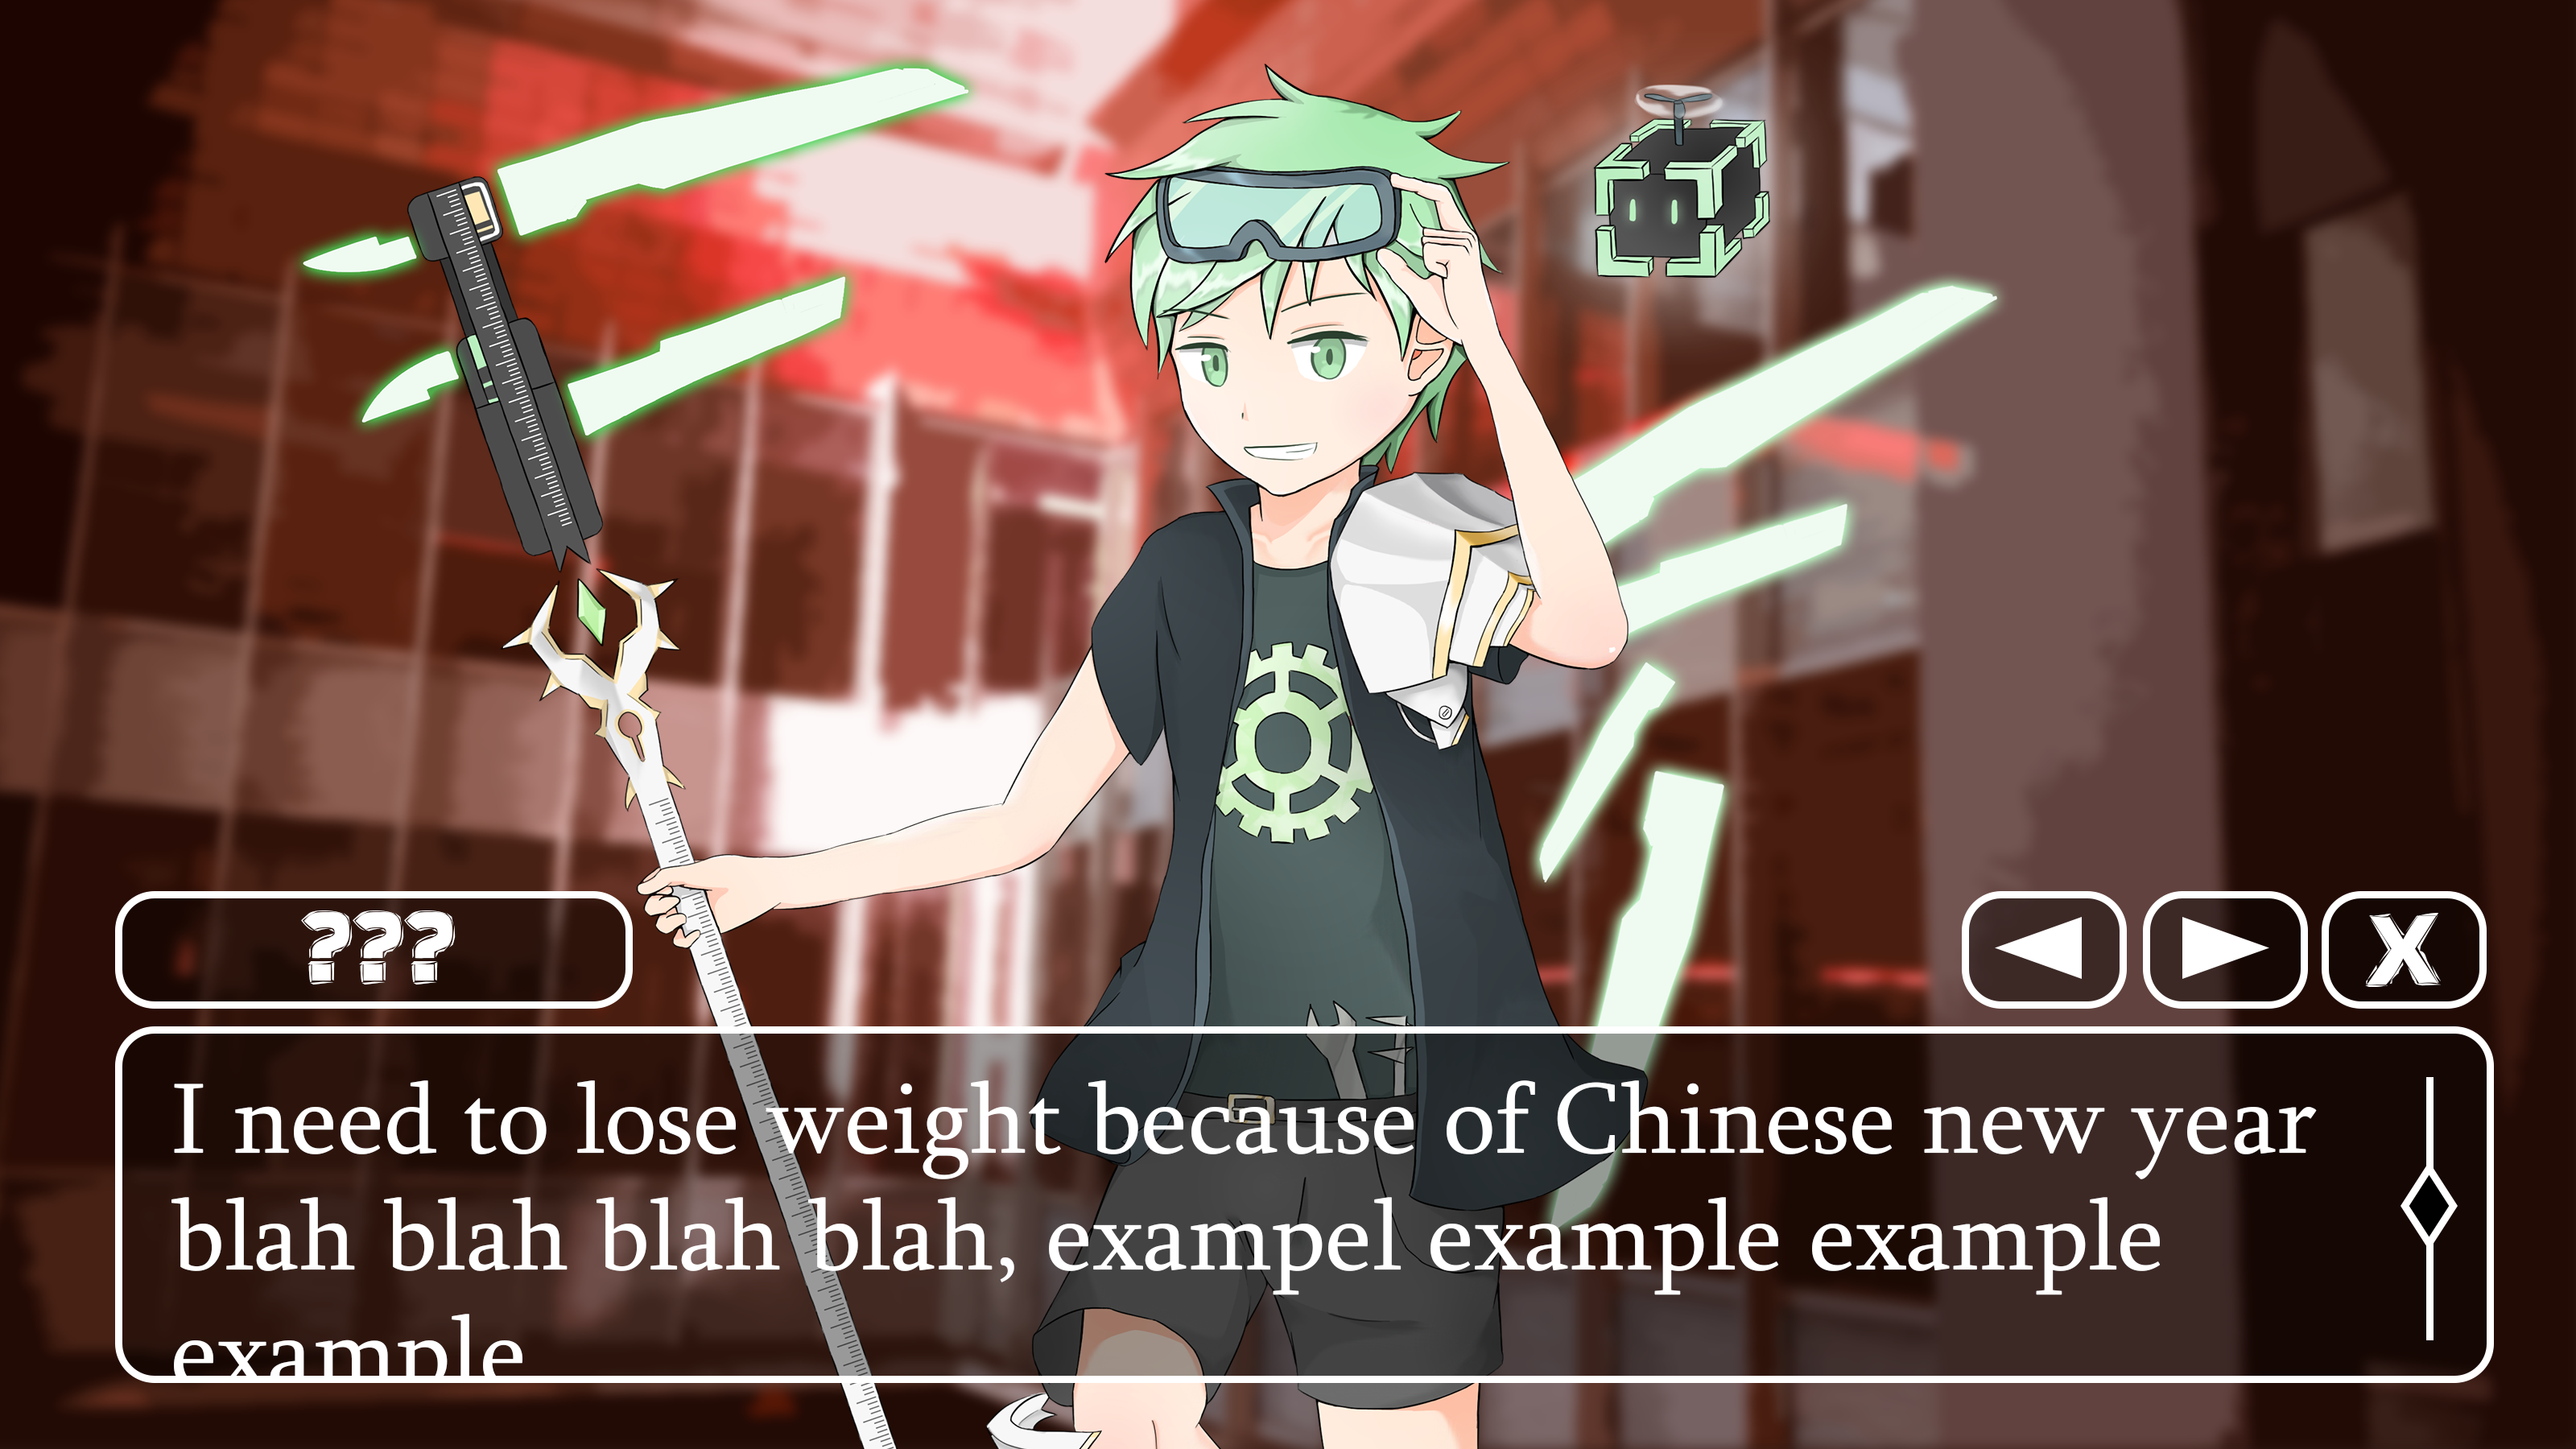 ???
X
I need to lose weight because of Chinese new year
blah blah blah blah, exampel example example
example